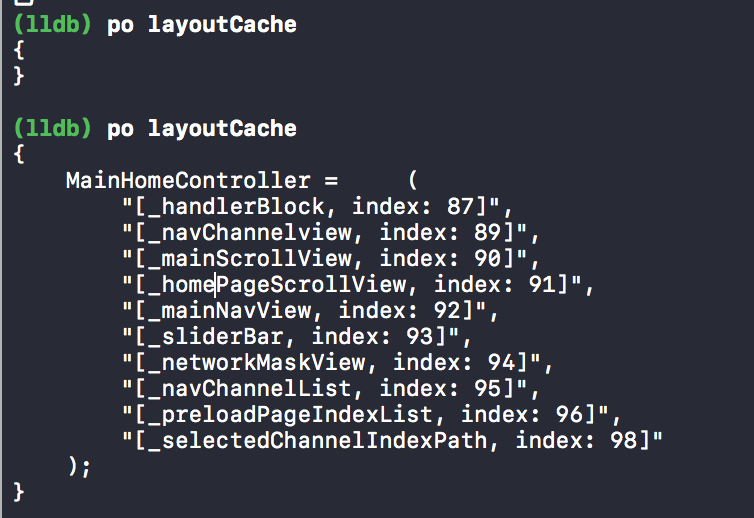 (lldb) po layoutCache
{
}
(lldb) po layoutCache
{
    MainHomeController =     (
        "[_handlerBlock, index: 87]",
        "[_navChannelview, index: 89]",
        "[_mainScrollView, index: 90]",
        "[_homePageScrollView, index: 91]",
        "[_mainNavView, index: 92]",
        "[_sliderBar, index: 93]",
        "[_networkMaskView, index: 94]",
        "[_navChannelList, index: 95]",
        "[_preloadPageIndexList, index: 96]",
        "[_selectedChannelIndexPath, index: 98]"
    );
}